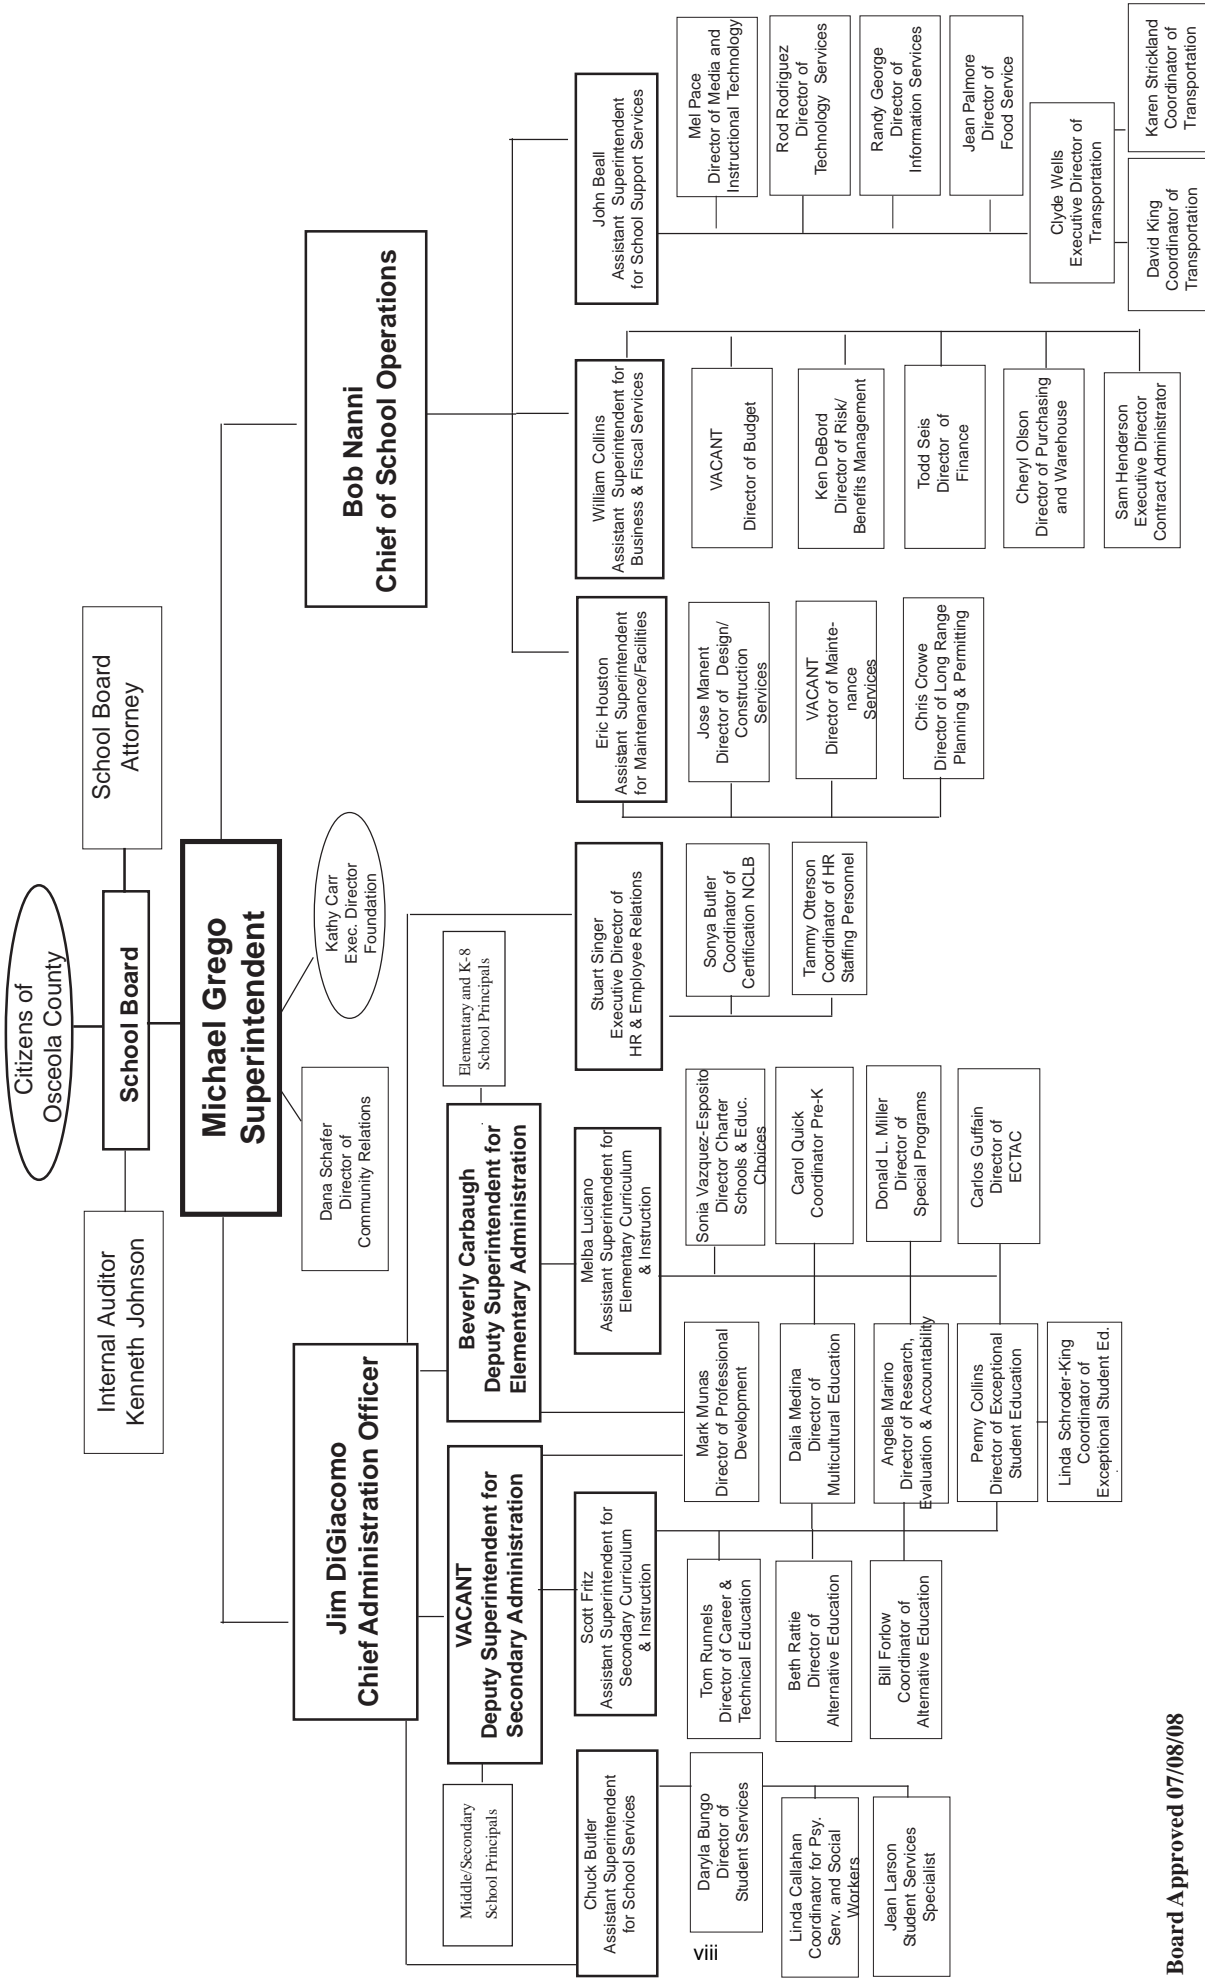 Citizens of
Osceola County
School Board
School Board
Attorney
Internal Auditor
Kenneth Johnson
Michael Grego
Superintendent
Dana Schafer
Director of
Community Relations
Kathy Carr
Exec. Director
Foundation
Jim DiGiacomo
Chief Administration Officer
Bob Nanni
Chief of School Operations
Middle/Secondary
School Principals
VACANT
Deputy Superintendent for
Secondary Administration
Beverly Carbaugh
Deputy Superintendent for
Elementary Administration
Elementary and K-8
School Principals
Chuck Butler
Assistant Superintendent
for School Services
Daryla Bungo
Director of
Student Services
Linda Callahan
Coordinator for Psy.
Serv. and Social
Workers
Jean Larson
Student Services
Specialist
Scott Fritz
Assistant Superintendent for
Secondary Curriculum
& Instruction
Tom Runnels
Director of Career &
Technical Education
Beth Rattie
Director of
Alternative Education
Bill Forlow
Coordinator of
Alternative Education
Mark Munas
Director of Professional
Development
Dalia Medina
Director of
Multicultural Education
Angela Marino
Director of Research,
Evaluation & Accountability
Penny Collins
Director of Exceptional
Student Education
Linda Schroder-King
Coordinator of
Exceptional Student Ed.
Melba Luciano
Assistant Superintendent for
Elementary Curriculum
& Instruction
Sonia Vazquez-Esposito
Director Charter
Schools & Educ.
Choices
Carol Quick
Coordinator Pre-K
Donald L. Miller
Director of
Special Programs
Carlos Guffain
Director of
ECTAC
Stuart Singer
Executive Director of
HR & Employee Relations
Sonya Butler
Coordinator of
Certification NCLB
Tammy Otterson
Coordinator of HR
Staffing Personnel
Eric Houston
Assistant Superintendent
for Maintenance/Facilities
Jose Manent
Director of Design/
Construction
Services
VACANT
Director of Mainte-
nance
Services
Chris Crowe
Director of Long Range
Planning & Permitting
William Collins
Assistant Superintendent for
Business & Fiscal Services
VACANT
Director of Budget
Ken DeBord
Director of Risk/
Benefits Management
Todd Seis
Director of
Finance
Cheryl Olson
Director of Purchasing
and Warehouse
Sam Henderson
Executive Director
Contract Administrator
John Beall
Assistant Superintendent
for School Support Services
Mel Pace
Director of Media and
Instructional Technology
Rod Rodriguez
Director of
Technology Services
Randy George
Director of
Information Services
Jean Palmore
Director of
Food Service
Clyde Wells
Executive Director of
Transportation
David King
Coordinator of
Transportation
Karen Strickland
Coordinator of
Transportation
Board Approved 07/08/08
viii